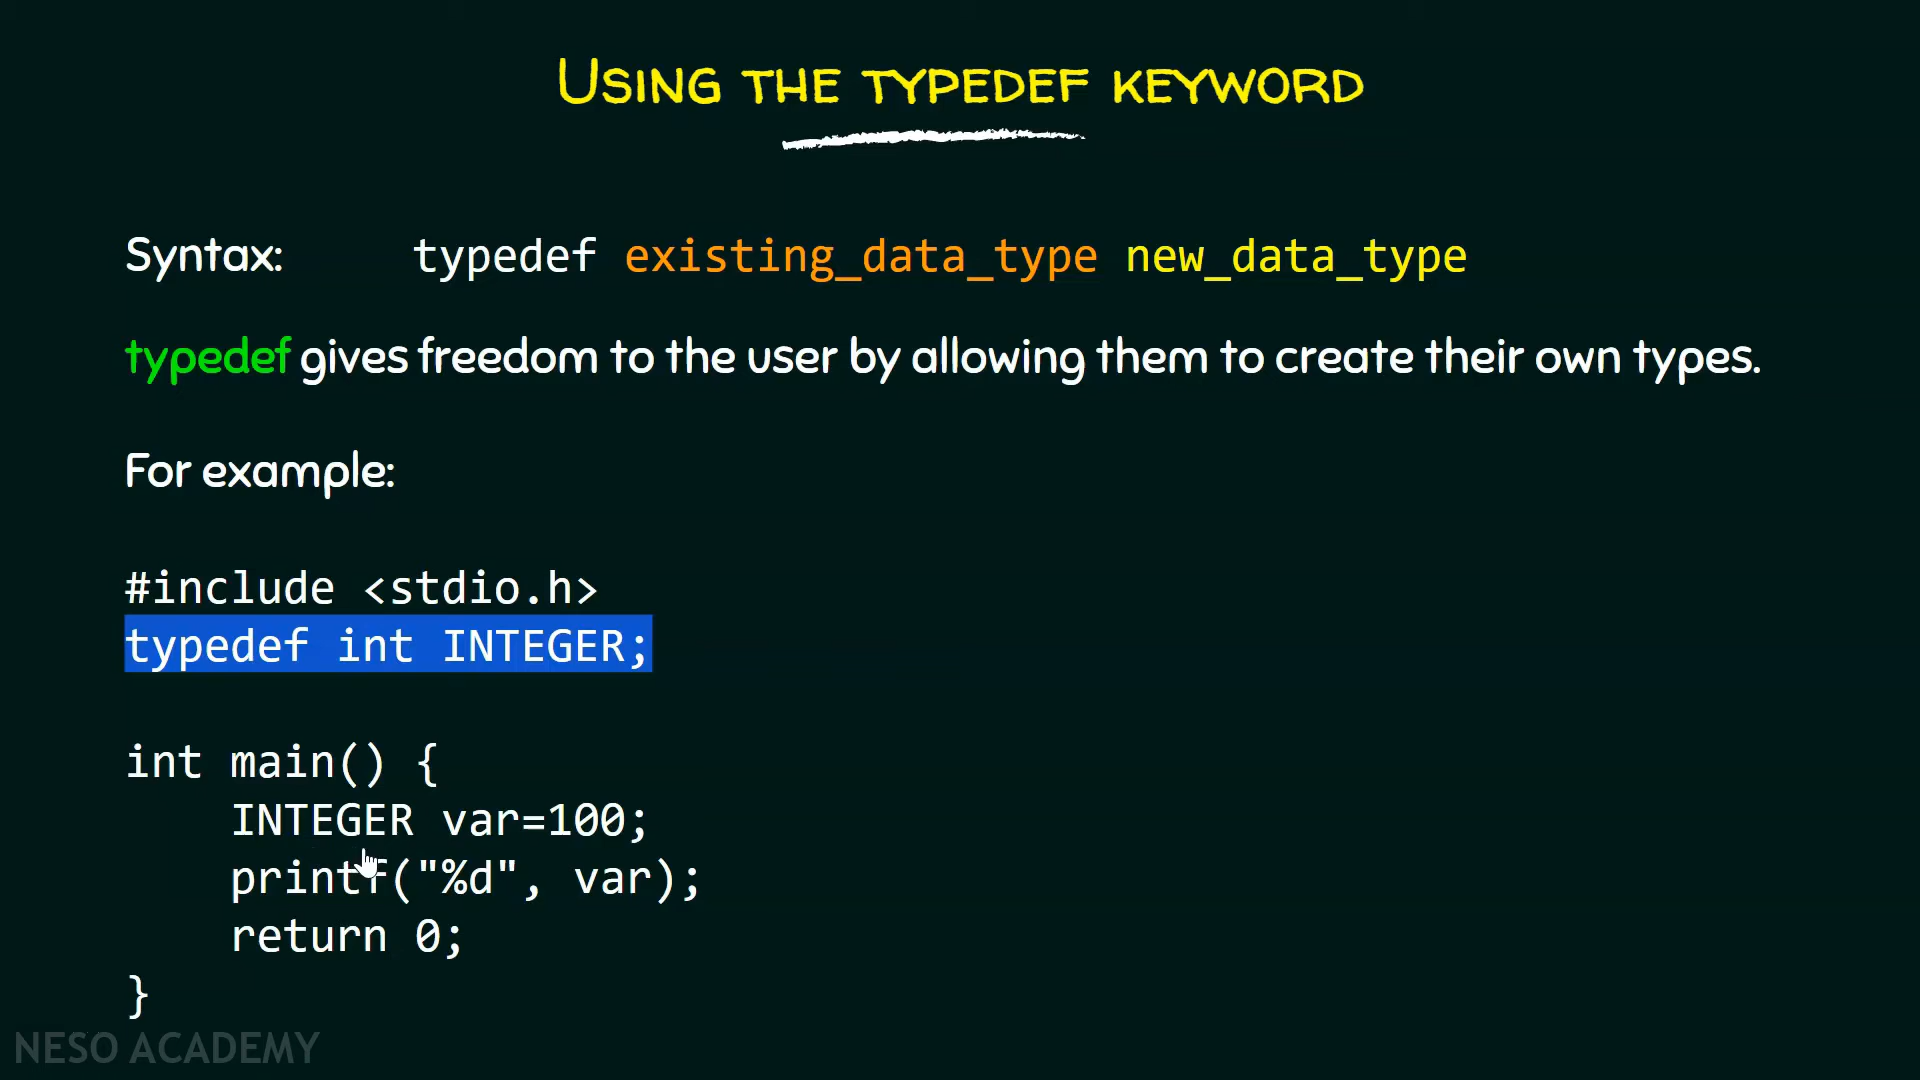 USING THE TYPEDEF KEYWORD
Syntax: typedef existing_data_type new_data_type
typedef gives freedom to the user by allowing them to create their own types.
For example:
#include <stdio.h>
typedef int INTEGER;
int main() {
INTEGER var=100;
printf("%d", var);
return 0;
}
NESO ACADEMY